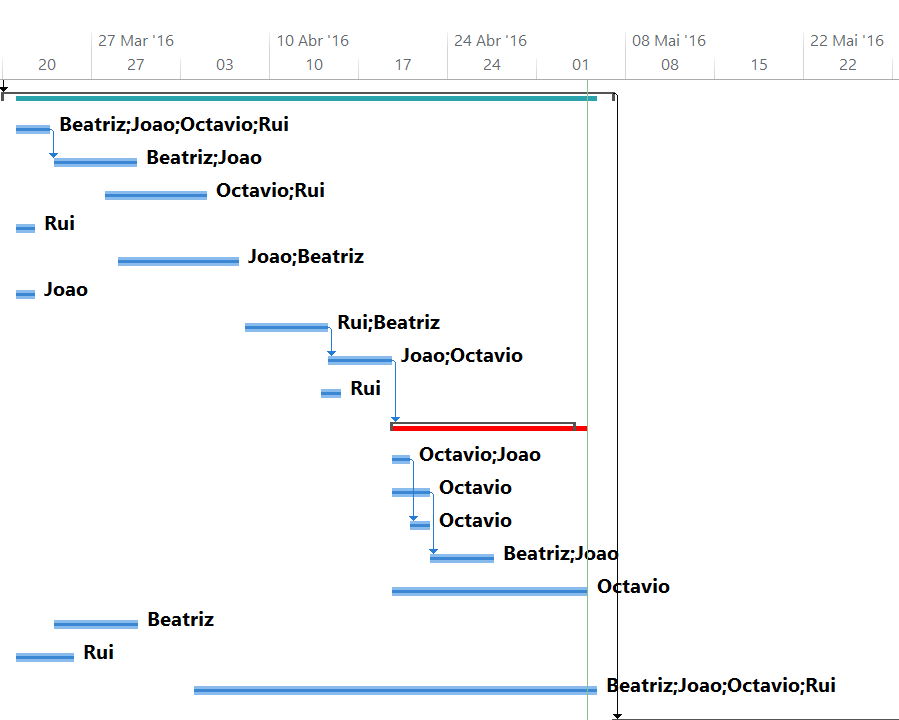 27 Mar '16 10 Abr '16 24 Abr '16 08 Mai '16 22 Mai '16
20 27 03 10 17 24 01 08 15 22
Beatriz;Joao;Octavio;Rui
Beatriz;Joao
Octavio;Rui
Rui
Joao;Beatriz
Joao
Rui;Beatriz
Joao;Octavio
Rui
Octavio;Joao
Octavio
Octavio
Beatriz;Joao
Octavio
Beatriz
Rui
Beatriz;Joao;Octavio;Rui